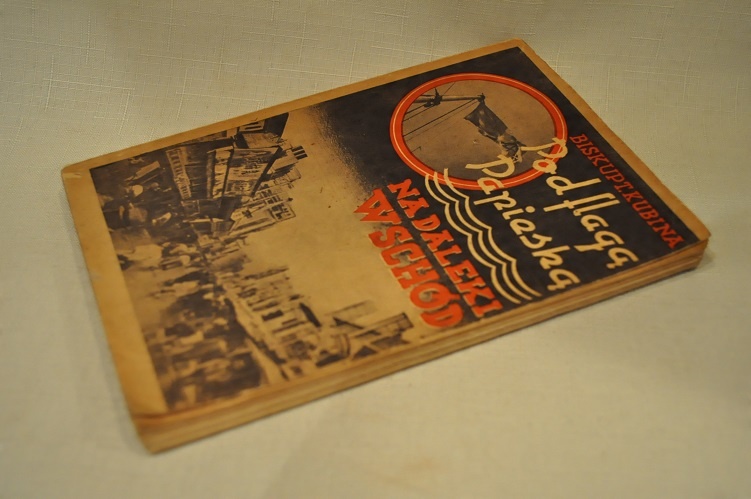 BISKUP T. KUBINA
Pod flagą
Papieską
NA DALEKI
WSCHÓD